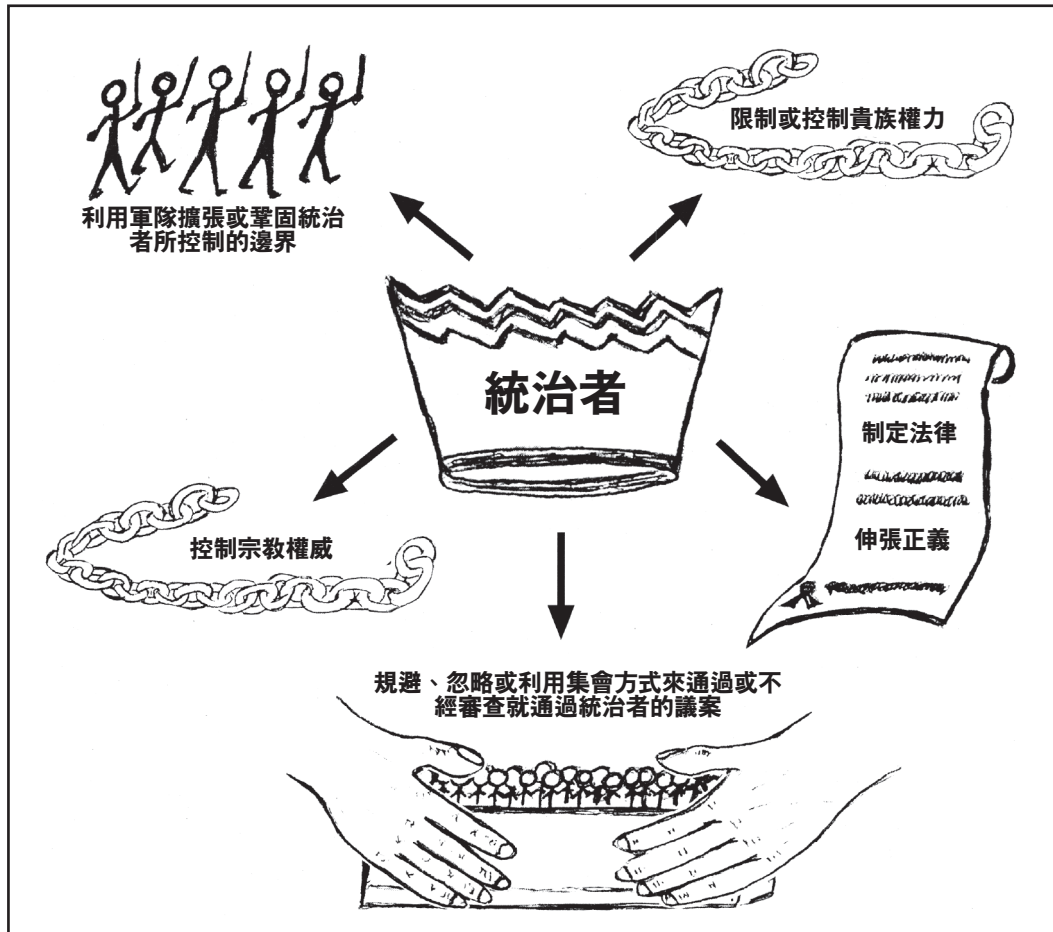 利用軍隊擴張或鞏固統治
者所控制的邊界
限制或控制貴族權力
統治者
制定法律
伸張正義
控制宗教權威
規避、忽略或利用集會方式來通過或不
經審查就通過統治者的議案